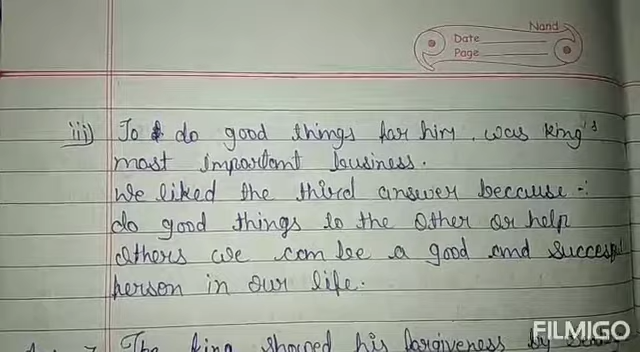 Nand
Date
Page
iii) To do good things for him, was king's
most important business.
We liked the third answer because -:
do good things to the other or help
others we can be a good and succesful
person in our life.
The king showed his forgiveness by
FILMIGO